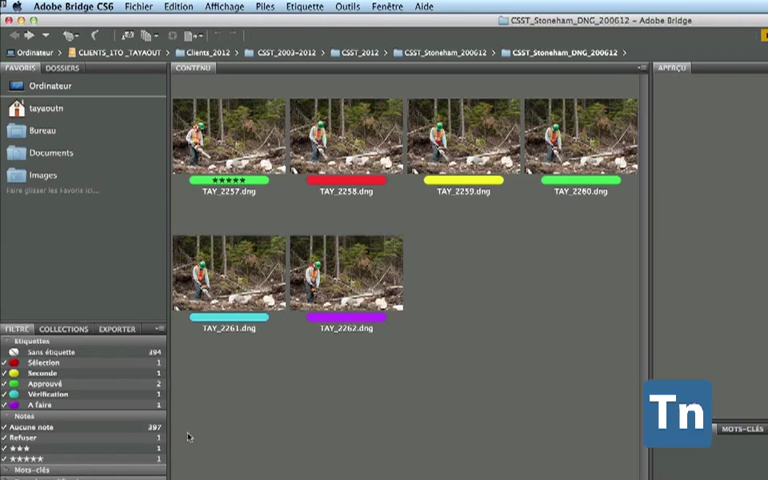 Adobe Bridge CS6 Fichier Edition Affichage Piles Etiquette Outils Fenêtre Aide
CSST_Stoneham_DNG_200612 – Adobe Bridge
Ordinateur CLIENTS_1TO _TAYAOUT Clients_2012 CSST_2003-2012 CSST_2012 CSST_Stoneham_200612 CSST_Stoneham_DNG_200612
FAVORIS DOSSIERS
Ordinateur
tayaoutn
Bureau
Documents
Images
Faire glisser les Favoris ici...
CONTENU
★★★★★
TAY_2257.dng TAY_2258.dng TAY_2259.dng TAY_2260.dng
TAY_2261.dng TAY_2262.dng
APERÇU
FILTRE COLLECTIONS EXPORTER
Etiquettes
Sans étiquette 394
Sélection 1
Seconde 1
Approuvé 2
Vérification 1
A faire 1
Notes
Aucune note 397
Refuser 1
★★★ 1
★★★★★ 1
Mots-clés
Tn
MOTS-CLÉS